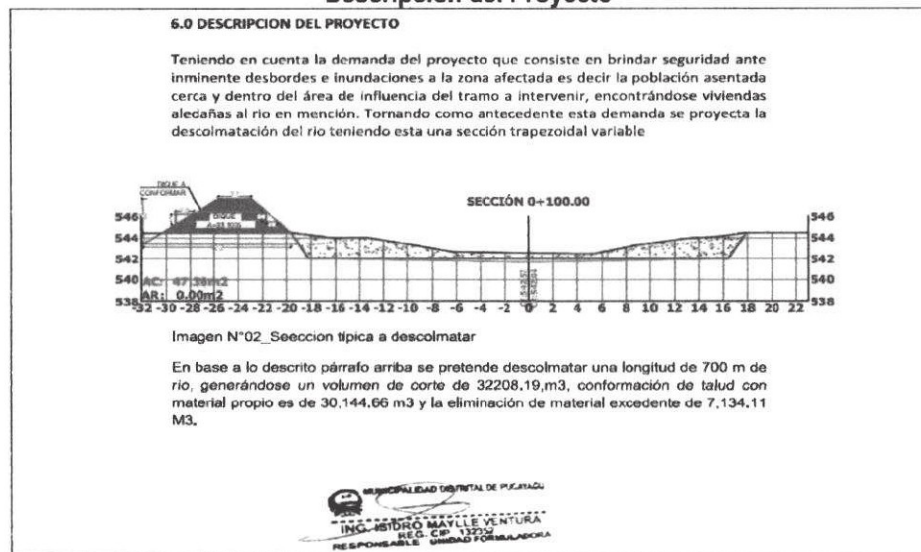 Descripción del Proyecto
6.0 DESCRIPCION DEL PROYECTO
Teniendo en cuenta la demanda del proyecto que consiste en brindar seguridad ante
inminente desbordes e inundaciones a la zona afectada es decir la población asentada
cerca y dentro del área de influencia del tramo a intervenir, encontrándose viviendas
aledañas al rio en mención. Tornando como antecedente esta demanda se proyecta la
descolmatación del rio teniendo esta una sección trapezoidal variable
DIQUE A
CONFORMAR
DIQUE
SECCIÓN 0+100.00
546 546
544 544
542 542
540 540
AC: 47.36m2
AR: 0.00m2
538 538
-32 -30 -28 -26 -24 -22 -20 -18 -16 -14 -12 -10 -8 -6 -4 -2 0 2 4 6 8 10 12 14 16 18 20 22
Imagen N°02_Seeccion típica a descolmatar
En base a lo descrito párrafo arriba se pretende descolmatar una longitud de 700 m de
rio, generándose un volumen de corte de 32208.19,m3, conformación de talud con
material propio es de 30,144.66 m3 y la eliminación de material excedente de 7,134.11
M3.
MUNICIPALIDAD DISTRITAL DE PUCAYACU
ING. ISIDRO MAYLLE VENTURA
REG. CIP 132352
RESPONSABLE UNIDAD FORMULADORA